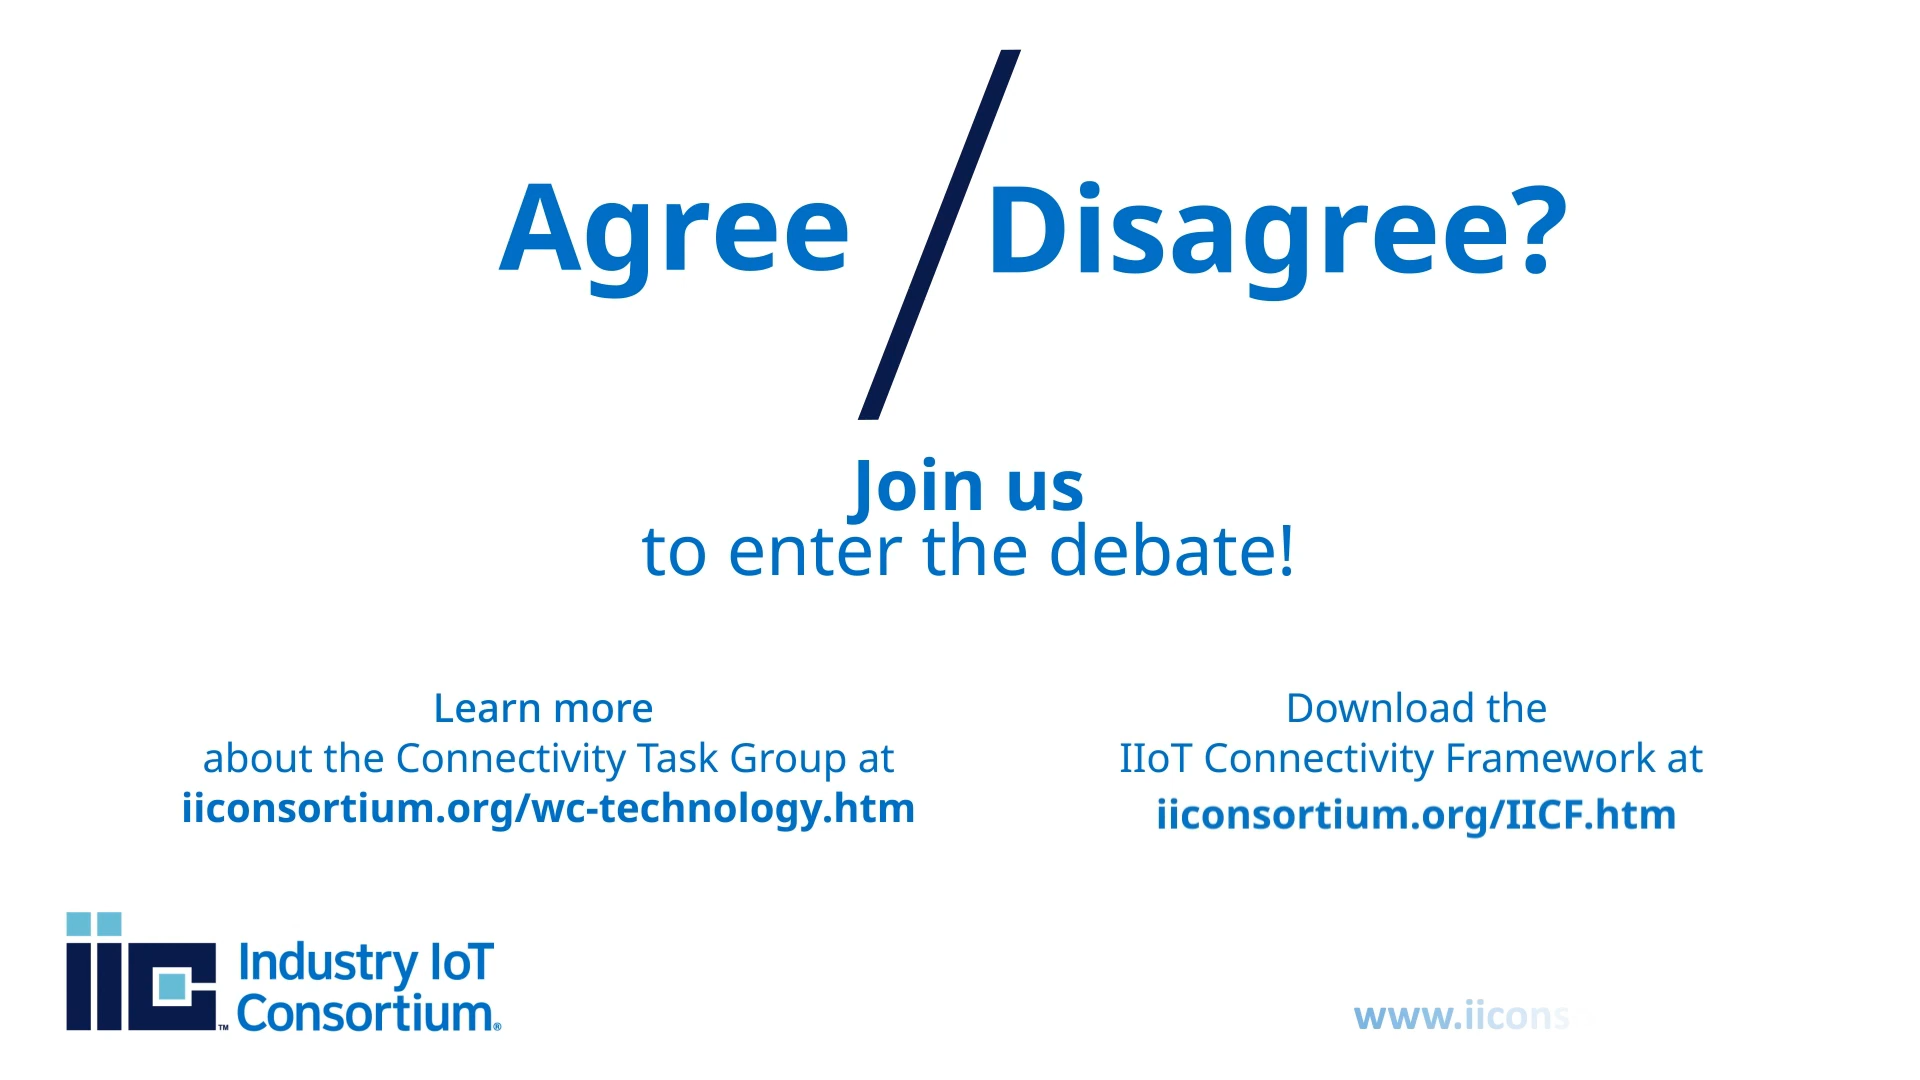 Agree / Disagree?
Join us
to enter the debate!
Learn more
about the Connectivity Task Group at
iiconsortium.org/wc-technology.htm
Download the
IIoT Connectivity Framework at
iiconsortium.org/IICF.htm
iic™ Industry IoT
Consortium®
www.iicons